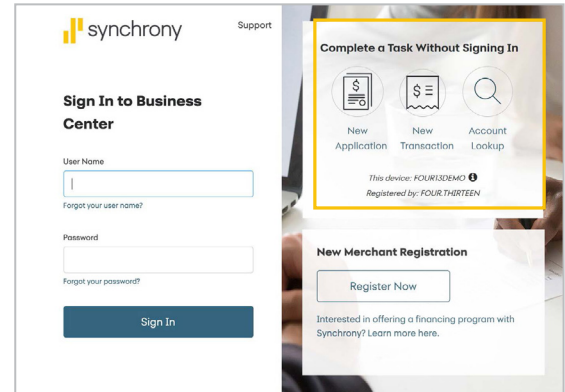 synchrony
Support
Sign In to Business
Center
User Name
Forgot your user name?
Password
Forgot your password?
Sign In
Complete a Task Without Signing In
$
$
New
Application
New
Transaction
Account
Lookup
This device: FOUR13DEMO
Registered by: FOUR.THIRTEEN
New Merchant Registration
Register Now
Interested in offering a financing program with
Synchrony? Learn more here.